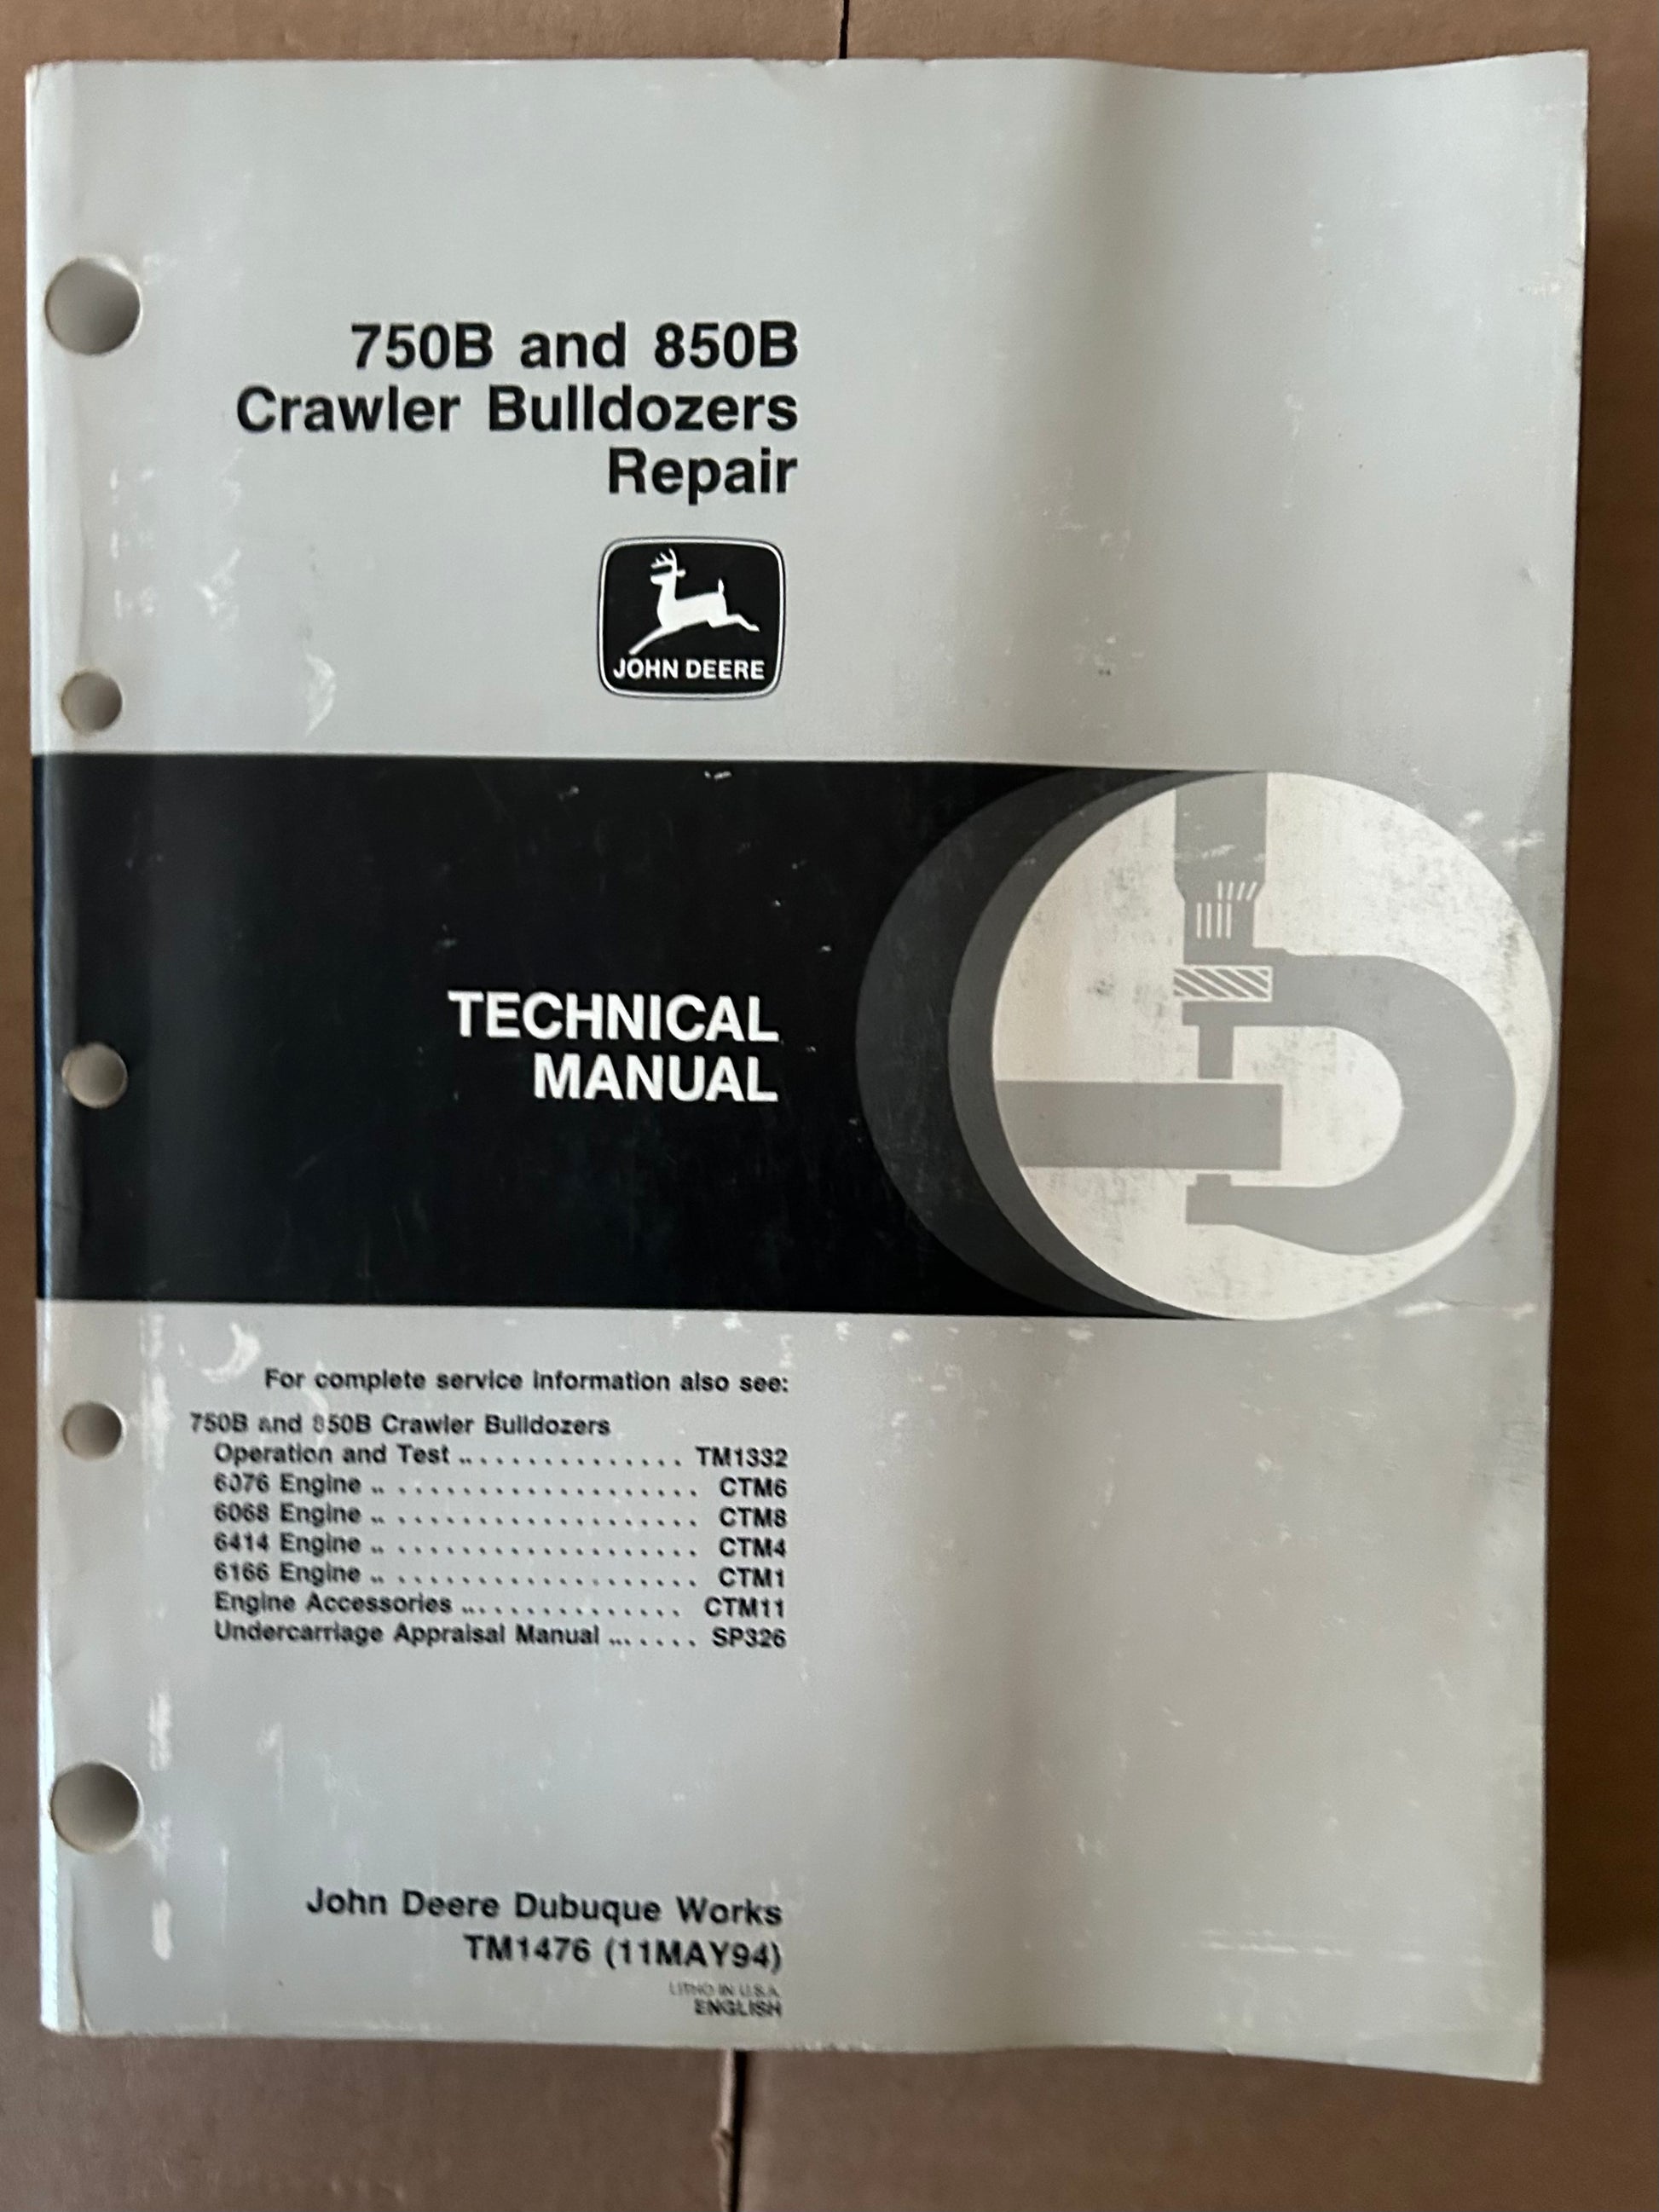 750B and 850B
Crawler Bulldozers
Repair
JOHN DEERE
TECHNICAL
MANUAL
For complete service information also see:
750B and 850B Crawler Bulldozers
Operation and Test ................ TM1332
6076 Engine ...................... CTM6
6068 Engine ...................... CTM8
6414 Engine ...................... CTM4
6166 Engine ...................... CTM1
Engine Accessories ............... CTM11
Undercarriage Appraisal Manual ........ SP326
John Deere Dubuque Works
TM1476 (11MAY94)
LITHO IN U.S.A.
ENGLISH